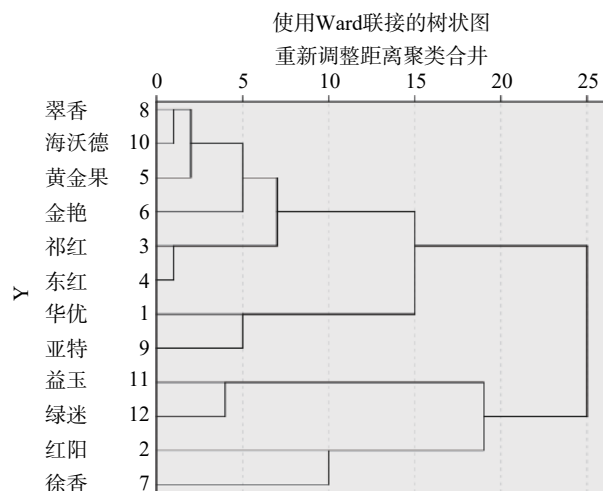 使用Ward联接的树状图
重新调整距离聚类合并
0 5 10 15 20 25
翠香 8
海沃德 10
黄金果 5
金艳 6
祁红 3
东红 4
华优 1
亚特 9
益玉 11
绿迷 12
红阳 2
徐香 7
Y